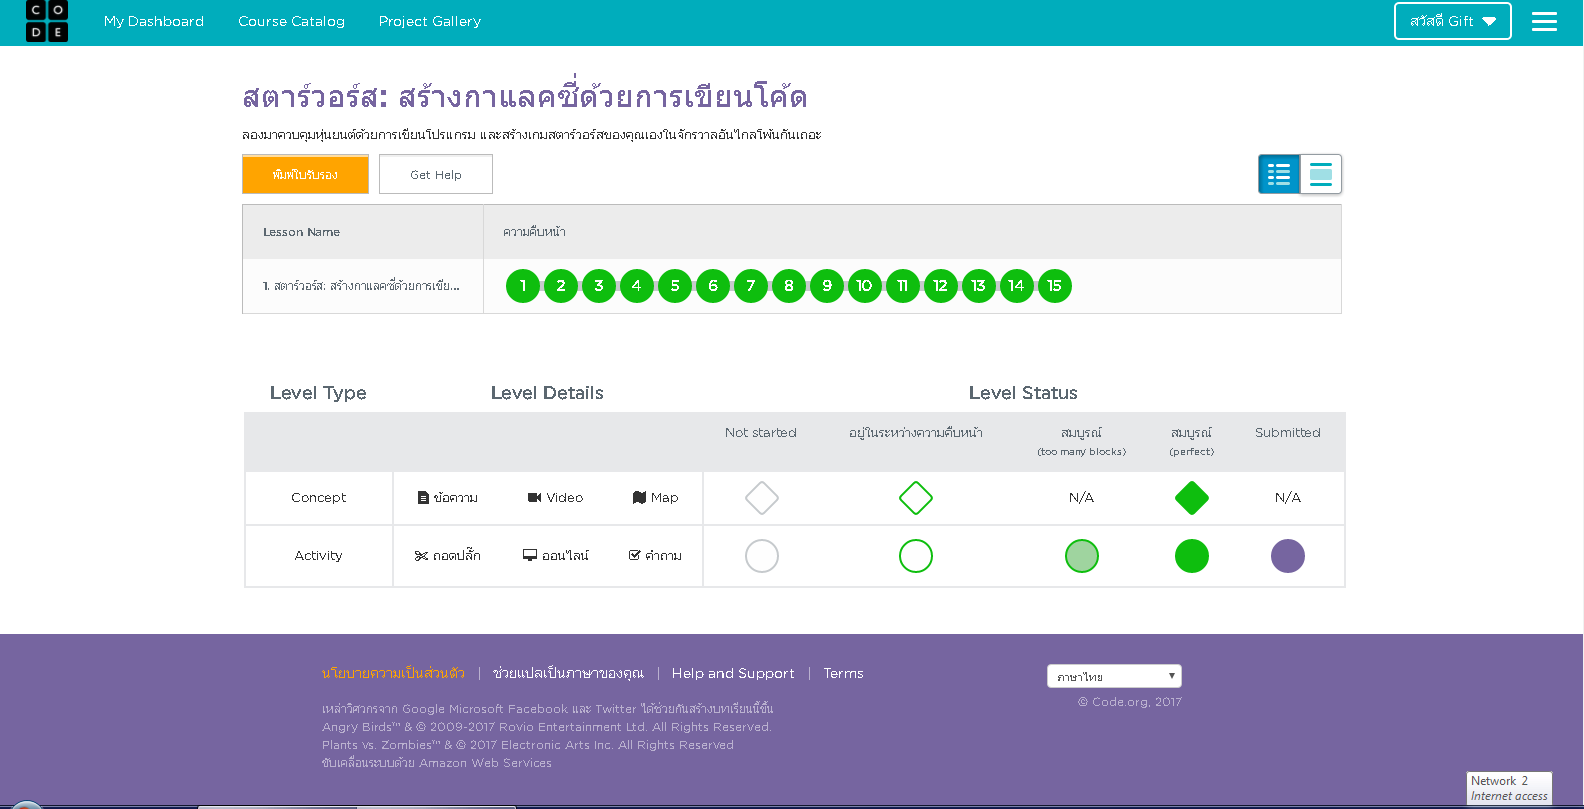 CODE
My Dashboard Course Catalog Project Gallery สวัสดี Gift
สตาร์วอร์ส: สร้างกาแลคซี่ด้วยการเขียนโค้ด
ลองมาควบคุมหุ่นยนต์ด้วยการเขียนโปรแกรม และสร้างเกมสตาร์วอร์สของคุณเองในจักรวาลอันไกลโพ้นกันเถอะ
พิมพ์ใบรับรอง Get Help
Lesson Name ความคืบหน้า
1. สตาร์วอร์ส: สร้างกาแลคซี่ด้วยการเขีย... 1 2 3 4 5 6 7 8 9 10 11 12 13 14 15
Level Type Level Details Level Status
Not started อยู่ในระหว่างความคืบหน้า สมบูรณ์ สมบูรณ์ Submitted
(too many blocks) (perfect)
Concept ข้อความ Video Map N/A N/A
Activity ถอดปลั๊ก ออนไลน์ คำถาม
นโยบายความเป็นส่วนตัว | ช่วยแปลเป็นภาษาของคุณ | Help and Support | Terms ภาษาไทย
© Code.org, 2017
เหล่าวิศวกรจาก Google Microsoft Facebook และ Twitter ได้ช่วยกันสร้างบทเรียนนี้ขึ้น
Angry Birds™ & © 2009-2017 Rovio Entertainment Ltd. All Rights Reserved.
Plants vs. Zombies™ & © 2017 Electronic Arts Inc. All Rights Reserved
ขับเคลื่อนระบบด้วย Amazon Web Services
Network 2
Internet access